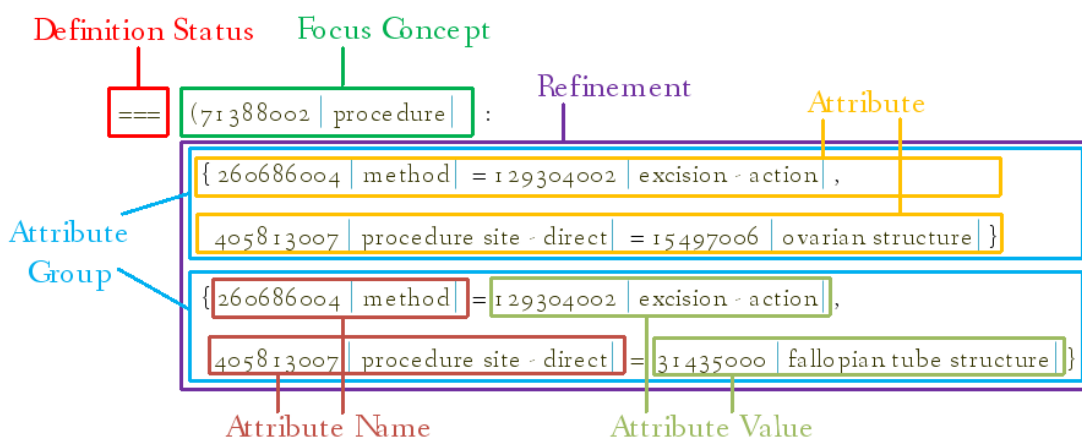 Definition Status Focus Concept
Refinement Attribute
=== (71388002 | procedure| :
{ 260686004 | method| = 129304002 | excision - action| ,
405813007 | procedure site - direct| = 15497006 | ovarian structure| }
Attribute
Group
{ 260686004 | method| = 129304002 | excision - action| ,
405813007 | procedure site - direct| = 31435000 | fallopian tube structure| }
Attribute Name Attribute Value